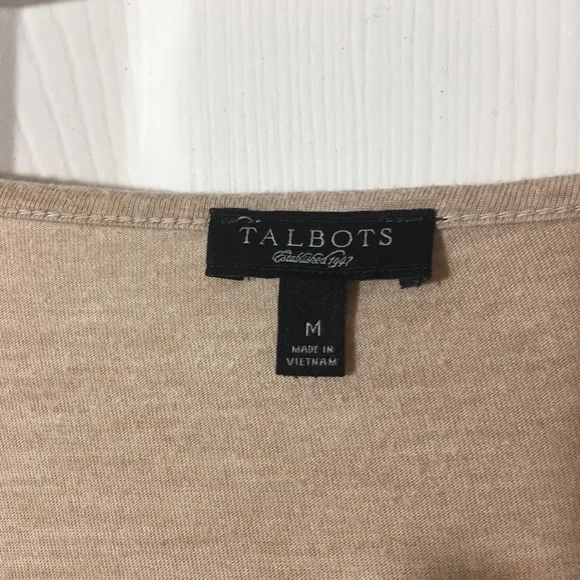 TALBOTS
Established 1947
M
MADE IN
VIETNAM